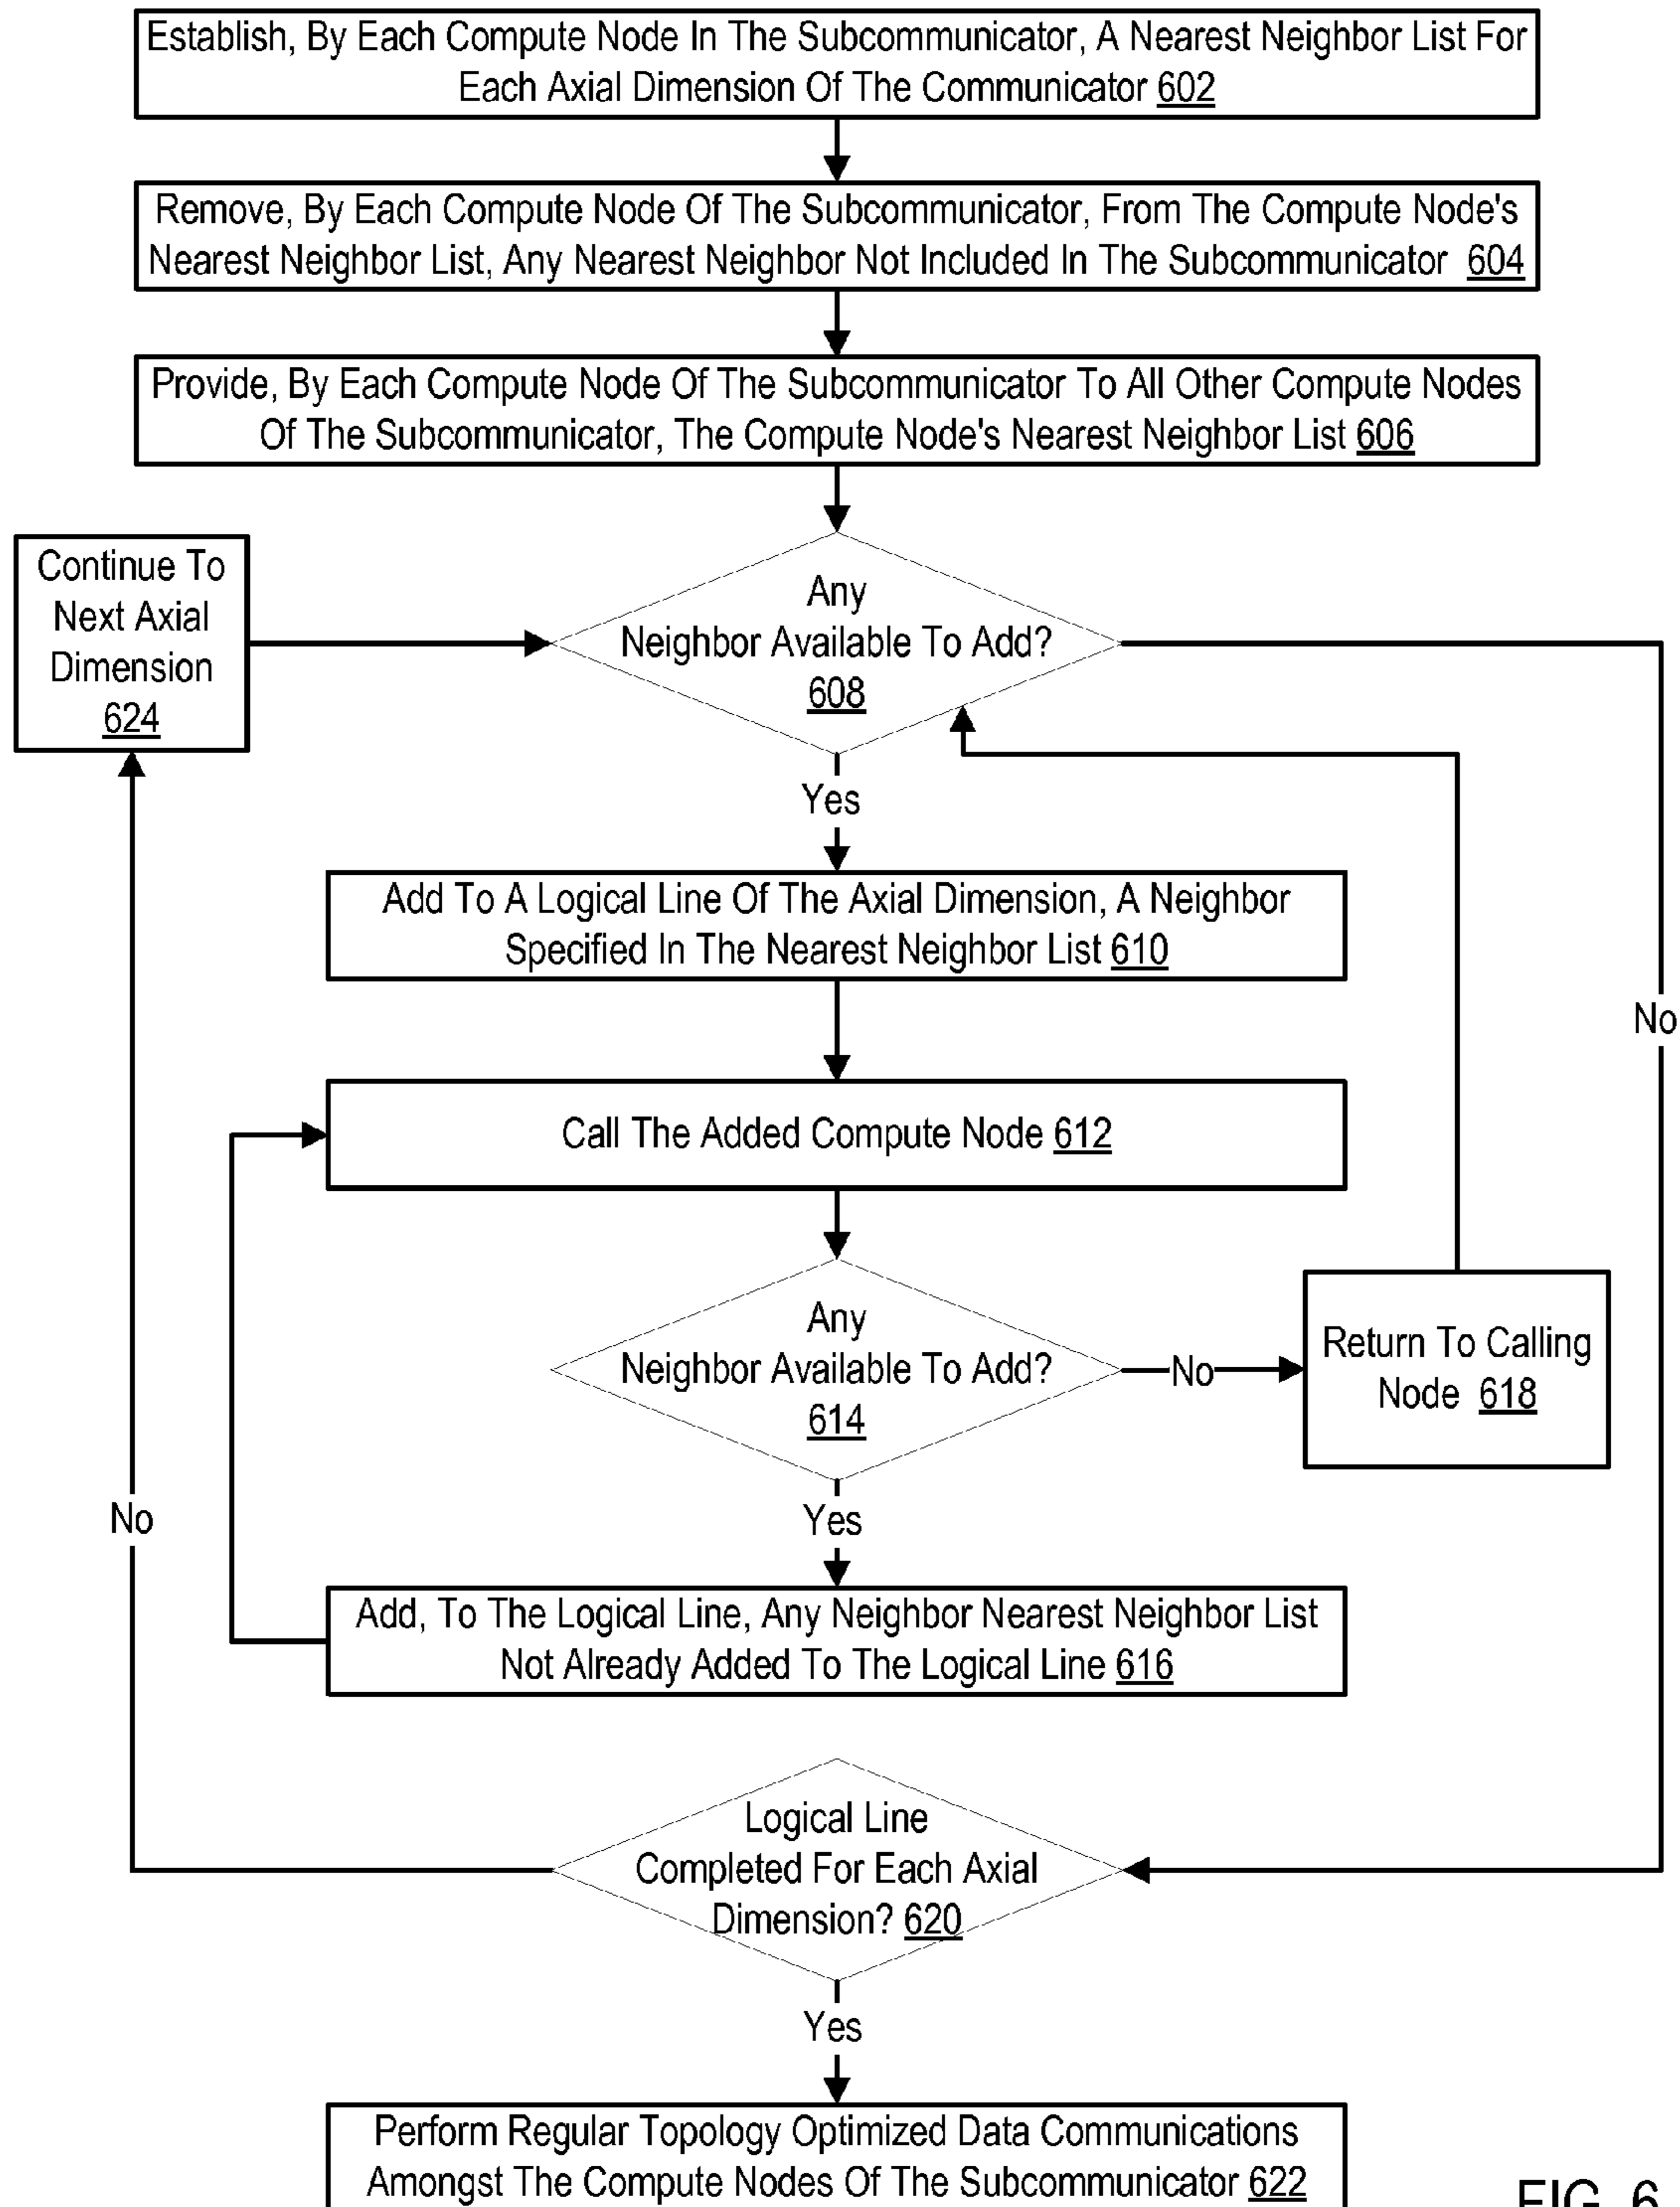 Establish, By Each Compute Node In The Subcommunicator, A Nearest Neighbor List For
Each Axial Dimension Of The Communicator 602
Remove, By Each Compute Node Of The Subcommunicator, From The Compute Node's
Nearest Neighbor List, Any Nearest Neighbor Not Included In The Subcommunicator 604
Provide, By Each Compute Node Of The Subcommunicator To All Other Compute Nodes
Of The Subcommunicator, The Compute Node's Nearest Neighbor List 606
Continue To
Next Axial
Dimension
624
Any
Neighbor Available To Add?
608
Yes
No
Add To A Logical Line Of The Axial Dimension, A Neighbor
Specified In The Nearest Neighbor List 610
Call The Added Compute Node 612
Any
Neighbor Available To Add?
614
No
Return To Calling
Node 618
Yes
No
Add, To The Logical Line, Any Neighbor Nearest Neighbor List
Not Already Added To The Logical Line 616
Logical Line
Completed For Each Axial
Dimension? 620
Yes
Perform Regular Topology Optimized Data Communications
Amongst The Compute Nodes Of The Subcommunicator 622
FIG. 6